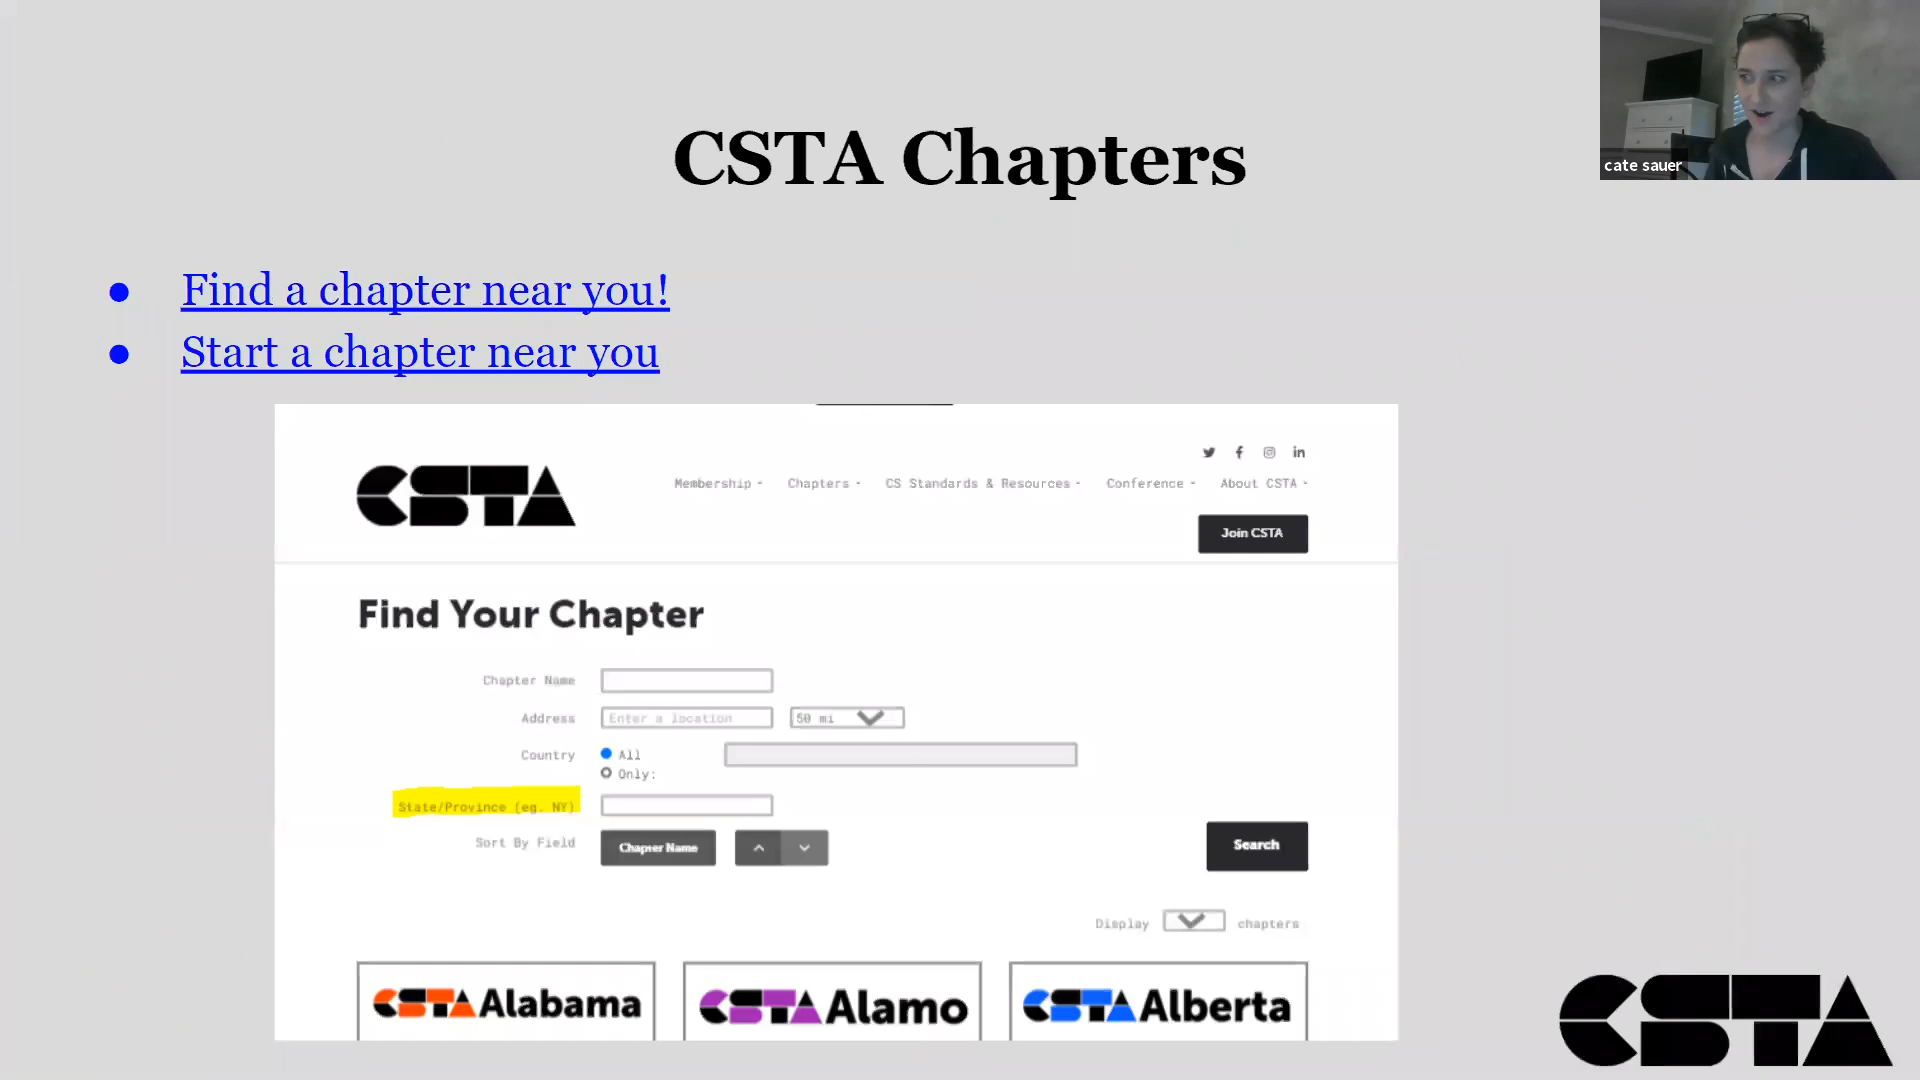 CSTA Chapters
cate sauer
● Find a chapter near you!
● Start a chapter near you
CSTA
Membership Chapters CS Standards & Resources Conference About CSTA
Join CSTA
Find Your Chapter
Chapter Name
Address Enter a location 50 mi
Country All
Only:
State/Province (eg. NY)
Sort By Field Chapter Name
Search
Display chapters
CSTA Alabama CSTA Alamo CSTA Alberta
CSTA